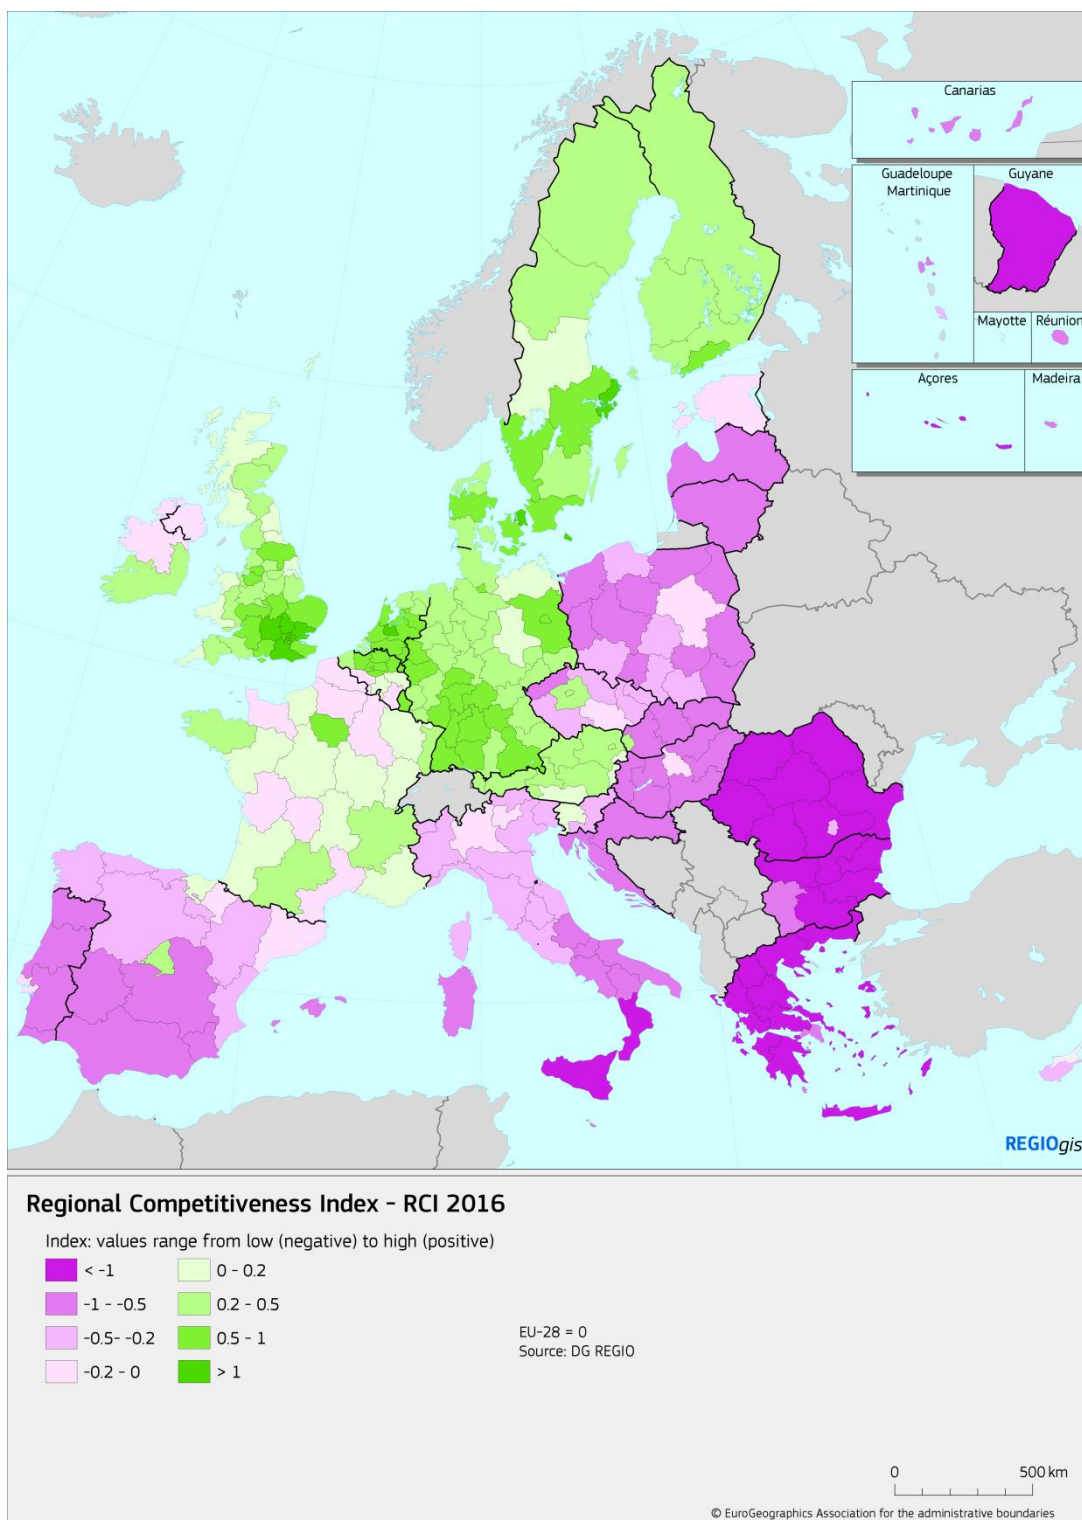 Canarias
Guadeloupe
Martinique
Guyane
Mayotte
Réunion
Açores
Madeira
REGIOgis
Regional Competitiveness Index - RCI 2016
Index: values range from low (negative) to high (positive)
< -1
0 - 0.2
-1 - -0.5
0.2 - 0.5
-0.5- -0.2
0.5 - 1
-0.2 - 0
> 1
EU-28 = 0
Source: DG REGIO
0
500 km
© EuroGeographics Association for the administrative boundaries